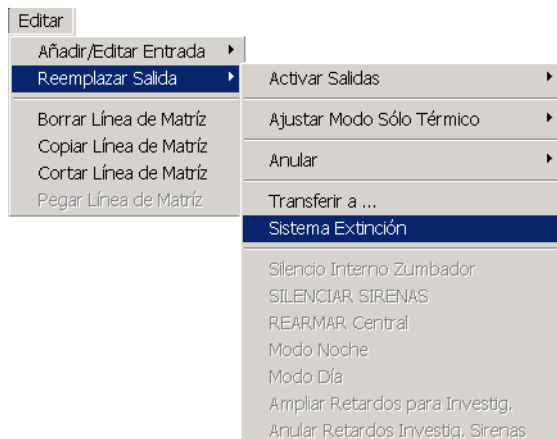 Editar
Añadir/Editar Entrada
Reemplazar Salida
Borrar Línea de Matríz
Copiar Línea de Matríz
Cortar Línea de Matríz
Pegar Línea de Matríz
Activar Salidas
Ajustar Modo Sólo Térmico
Anular
Transferir a ...
Sistema Extinción
Silencio Interno Zumbador
SILENCIAR SIRENAS
REARMAR Central
Modo Noche
Modo Día
Ampliar Retardos para Investig.
Anular Retardos Investig. Sirenas